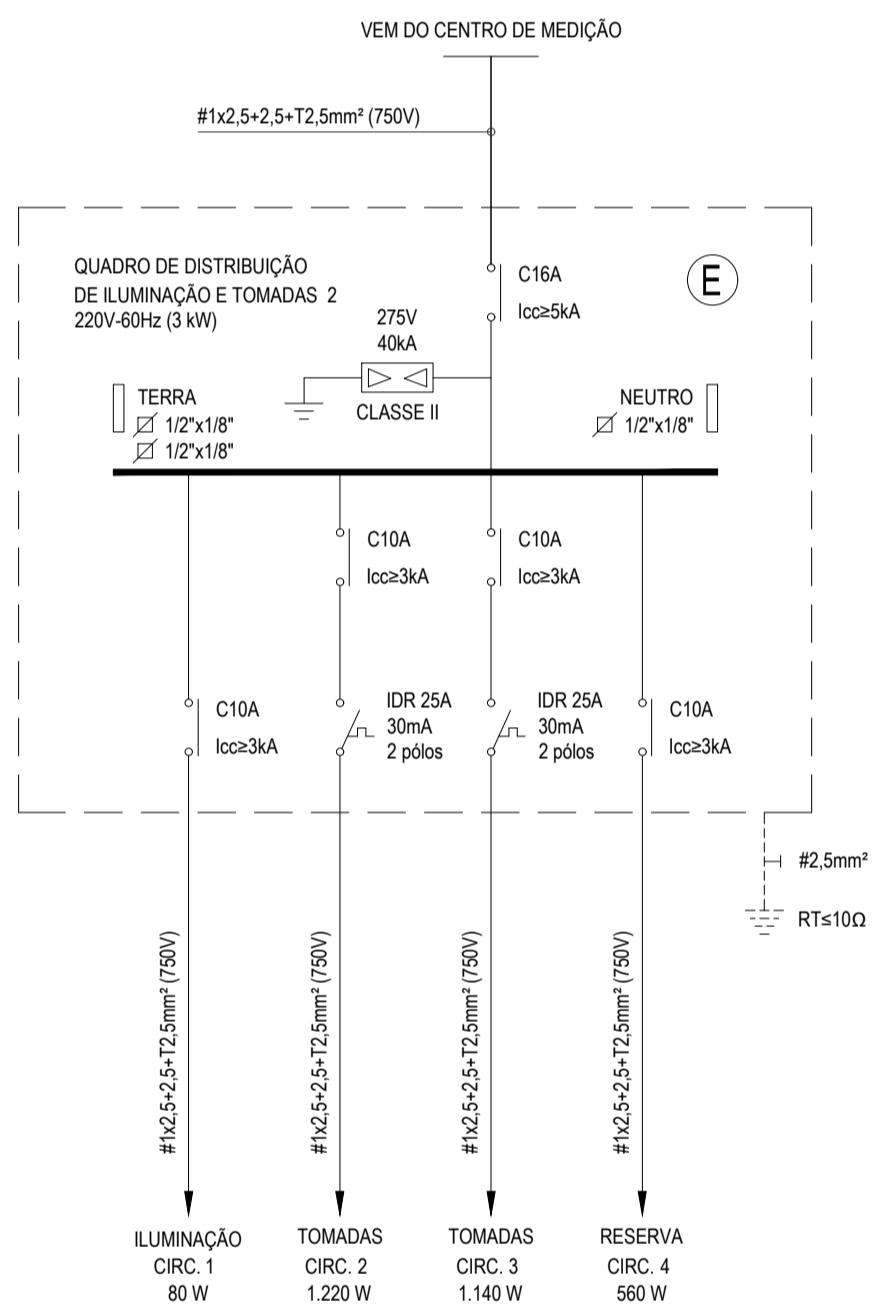 VEM DO CENTRO DE MEDIÇÃO
#1x2,5+2,5+T2,5mm² (750V)
QUADRO DE DISTRIBUIÇÃO
DE ILUMINAÇÃO E TOMADAS 2
220V-60Hz (3 kW)
C16A
Icc≥5kA
E
275V
40kA
CLASSE II
TERRA
1/2"x1/8"
1/2"x1/8"
NEUTRO
1/2"x1/8"
C10A
Icc≥3kA
C10A
Icc≥3kA
C10A
Icc≥3kA
IDR 25A
30mA
2 pólos
IDR 25A
30mA
2 pólos
C10A
Icc≥3kA
#2,5mm²
RT≤10Ω
#1x2,5+2,5+T2,5mm² (750V)
#1x2,5+2,5+T2,5mm² (750V)
#1x2,5+2,5+T2,5mm² (750V)
#1x2,5+2,5+T2,5mm² (750V)
ILUMINAÇÃO
CIRC. 1
80 W
TOMADAS
CIRC. 2
1.220 W
TOMADAS
CIRC. 3
1.140 W
RESERVA
CIRC. 4
560 W